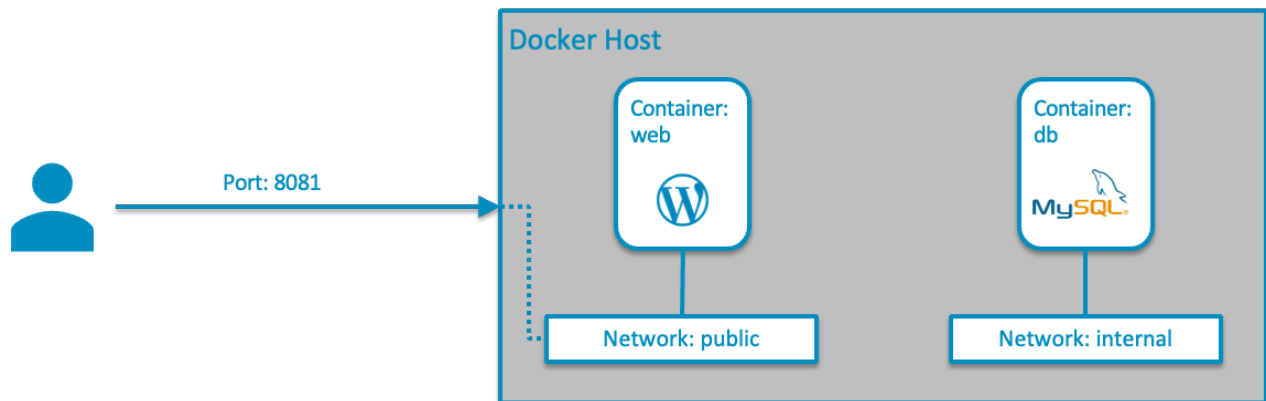 Docker Host
Container:
web
Container:
db
Port: 8081
W
MySQL
Network: public
Network: internal